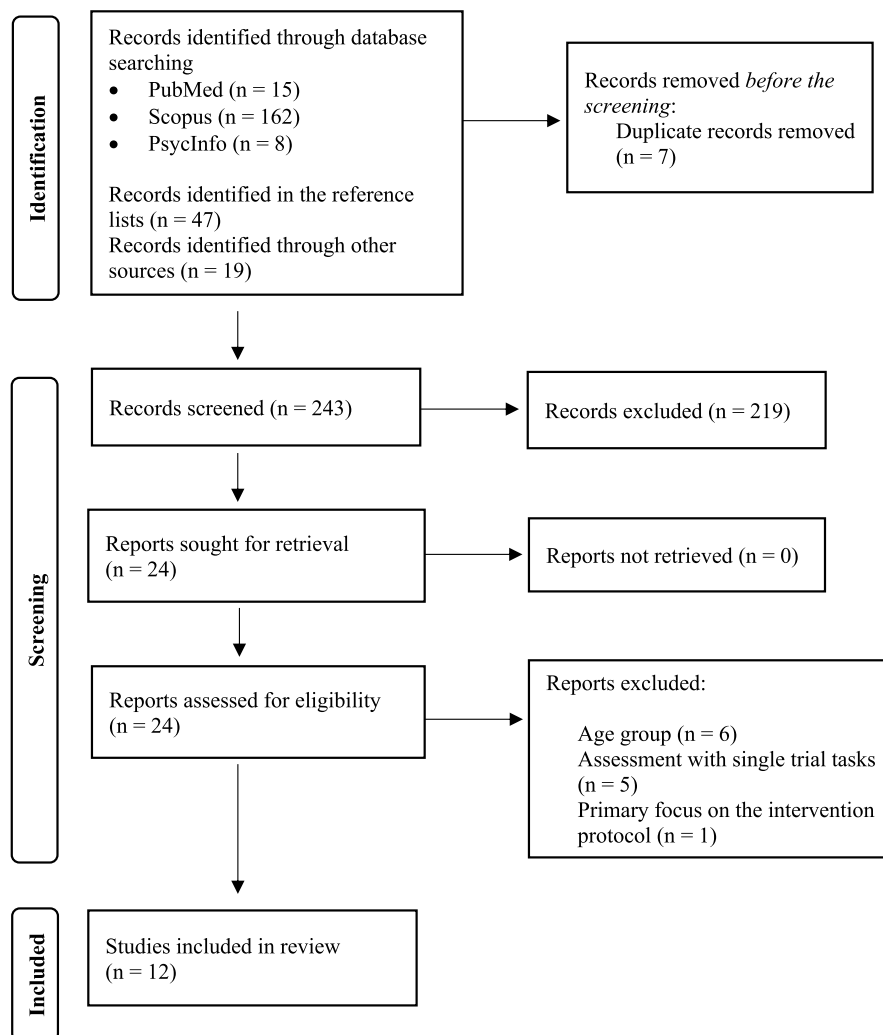 Identification
Records identified through database
searching
• PubMed (n = 15)
• Scopus (n = 162)
• PsycInfo (n = 8)
Records identified in the reference
lists (n = 47)
Records identified through other
sources (n = 19)
Records removed before the
screening:
Duplicate records removed
(n = 7)
Screening
Records screened (n = 243)
Records excluded (n = 219)
Reports sought for retrieval
(n = 24)
Reports not retrieved (n = 0)
Reports assessed for eligibility
(n = 24)
Reports excluded:
Age group (n = 6)
Assessment with single trial tasks
(n = 5)
Primary focus on the intervention
protocol (n = 1)
Included
Studies included in review
(n = 12)